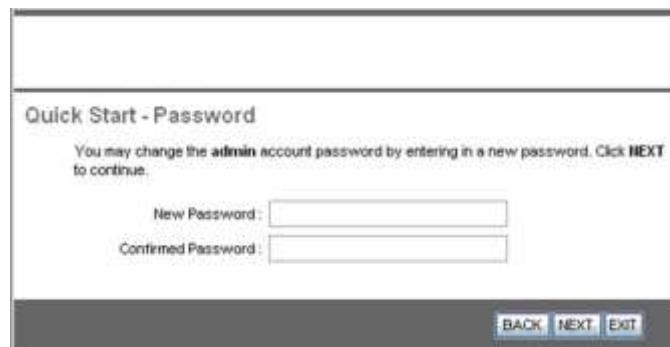 Quick Start - Password
You may change the admin account password by entering in a new password. Click NEXT
to continue.
New Password :
Confirmed Password :
BACK NEXT EXIT